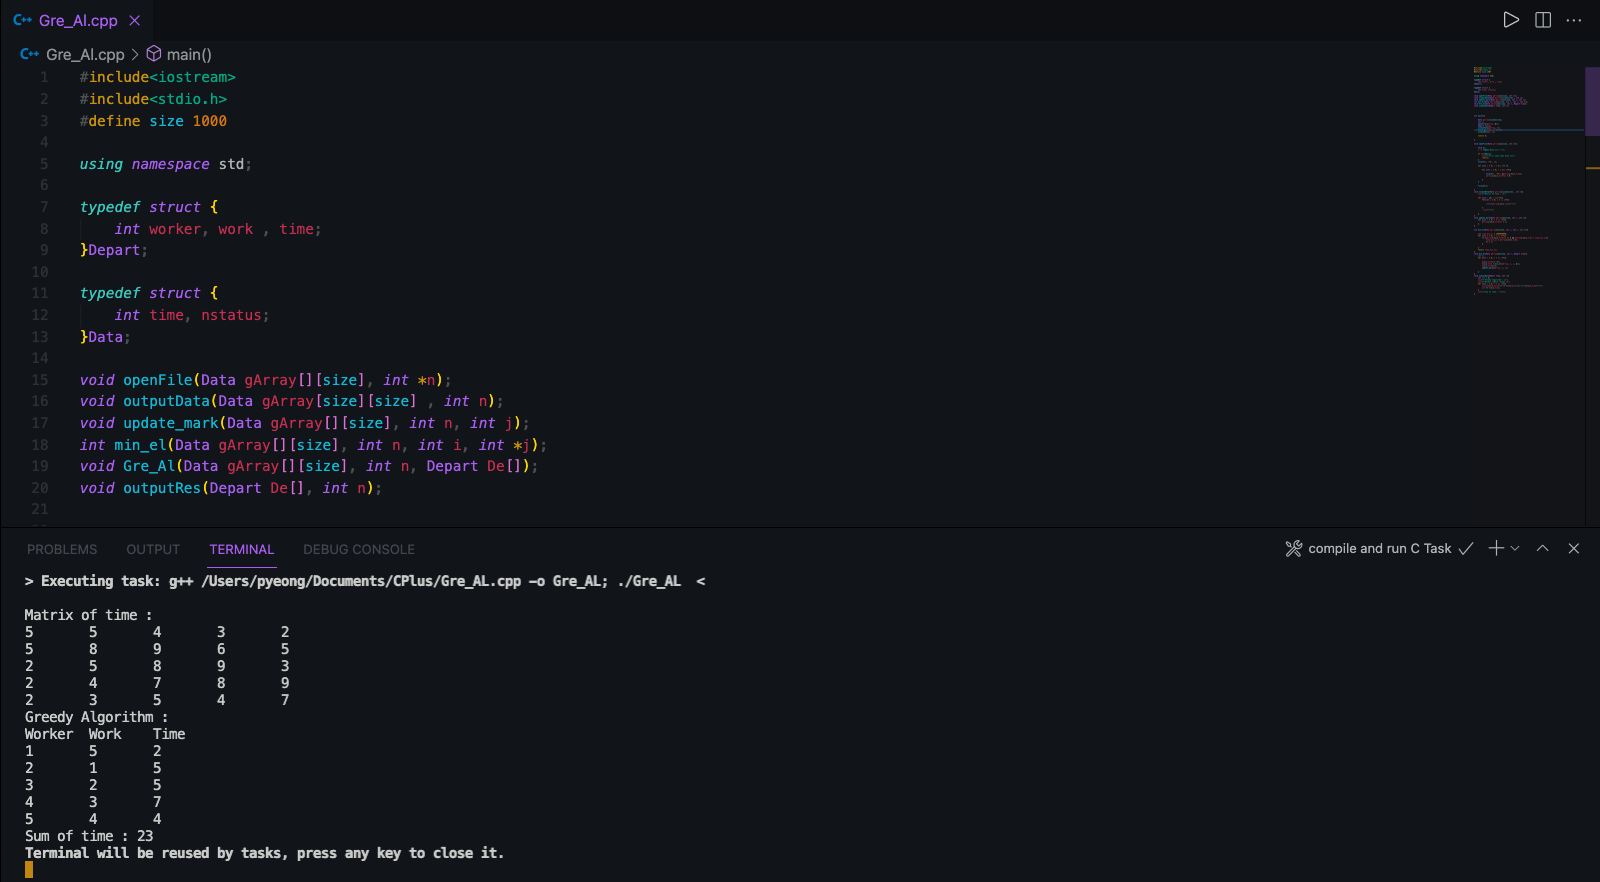 C++ Gre_Al.cpp
C++ Gre_Al.cpp > main()
1 #include<iostream>
2 #include<stdio.h>
3 #define size 1000
4
5 using namespace std;
6
7 typedef struct {
8 int worker, work , time;
9 }Depart;
10
11 typedef struct {
12 int time, nstatus;
13 }Data;
14
15 void openFile(Data gArray[][size], int *n);
16 void outputData(Data gArray[size][size] , int n);
17 void update_mark(Data gArray[][size], int n, int j);
18 int min_el(Data gArray[][size], int n, int i, int *j);
19 void Gre_Al(Data gArray[][size], int n, Depart De[]);
20 void outputRes(Depart De[], int n);
21
PROBLEMS OUTPUT TERMINAL DEBUG CONSOLE compile and run C Task
> Executing task: g++ /Users/pyeong/Documents/CPlus/Gre_AL.cpp -o Gre_AL; ./Gre_AL <
Matrix of time :
5 5 4 3 2
5 8 9 6 5
2 5 8 9 3
2 4 7 8 9
2 3 5 4 7
Greedy Algorithm :
Worker Work Time
1 5 2
2 1 5
3 2 5
4 3 7
5 4 4
Sum of time : 23
Terminal will be reused by tasks, press any key to close it.